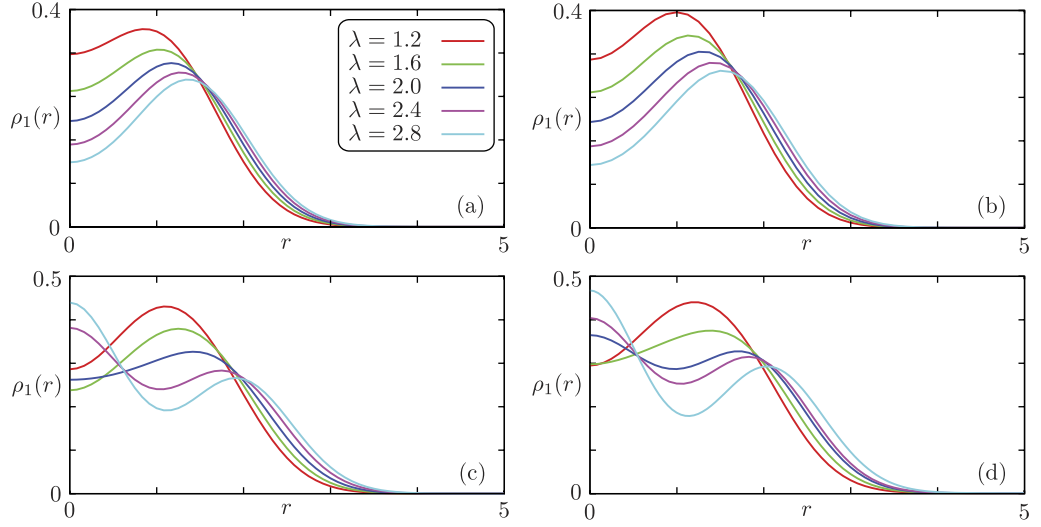 0.4
ρ₁(r)
0
0
r
5
λ = 1.2
λ = 1.6
λ = 2.0
λ = 2.4
λ = 2.8
(a)
0.4
ρ₁(r)
0
0
r
5
(b)
0.5
ρ₁(r)
0
0
r
5
(c)
0.5
ρ₁(r)
0
0
r
5
(d)